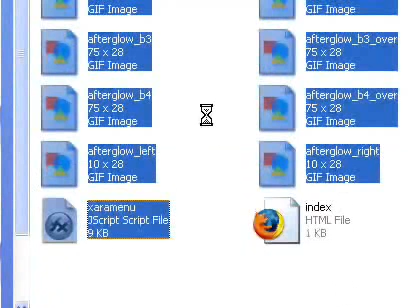 GIF Image
GIF Image
afterglow_b3
75 x 28
GIF Image
afterglow_b3_over
75 x 28
GIF Image
afterglow_b4
75 x 28
GIF Image
afterglow_b4_over
75 x 28
GIF Image
afterglow_left
10 x 28
GIF Image
afterglow_right
10 x 28
GIF Image
xaramenu
JScript Script File
9 KB
index
HTML File
1 KB